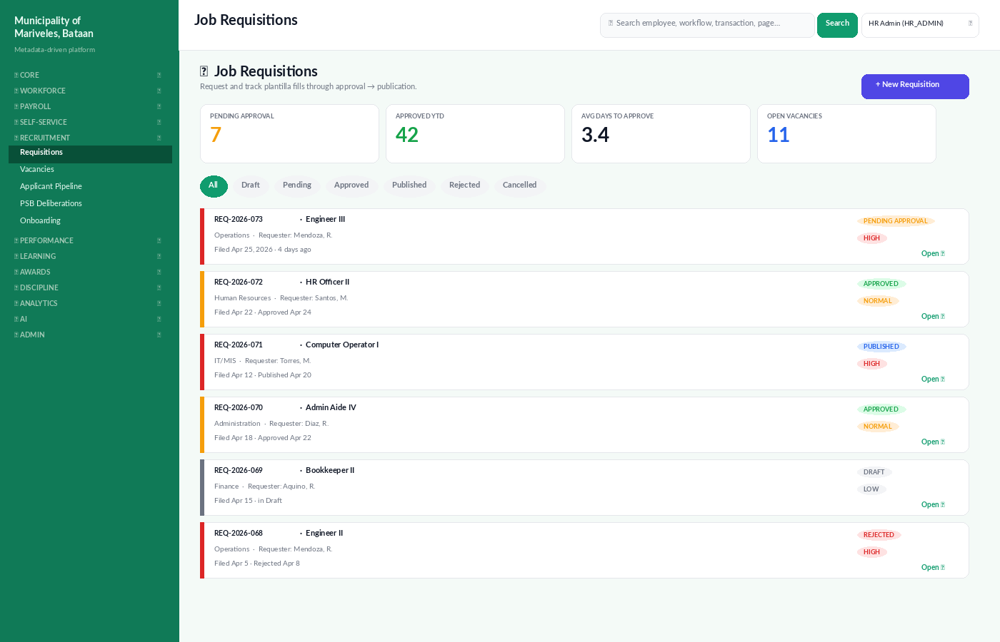 Municipality of
Mariveles, Bataan
Metadata-driven platform
CORE
WORKFORCE
PAYROLL
SELF-SERVICE
RECRUITMENT
Requisitions
Vacancies
Applicant Pipeline
PSB Deliberations
Onboarding
PERFORMANCE
LEARNING
AWARDS
DISCIPLINE
ANALYTICS
AI
ADMIN
Job Requisitions
Search employee, workflow, transaction, page...
Search
HR Admin (HR_ADMIN)
Job Requisitions
Request and track plantilla fills through approval → publication.
+ New Requisition
PENDING APPROVAL
7
APPROVED YTD
42
AVG DAYS TO APPROVE
3.4
OPEN VACANCIES
11
All Draft Pending Approved Published Rejected Cancelled
REQ-2026-073 · Engineer III
PENDING APPROVAL
Operations · Requester: Mendoza, R.
HIGH
Filed Apr 25, 2026 · 4 days ago
Open
REQ-2026-072 · HR Officer II
APPROVED
Human Resources · Requester: Santos, M.
NORMAL
Filed Apr 22 · Approved Apr 24
Open
REQ-2026-071 · Computer Operator I
PUBLISHED
IT/MIS · Requester: Torres, M.
HIGH
Filed Apr 12 · Published Apr 20
Open
REQ-2026-070 · Admin Aide IV
APPROVED
Administration · Requester: Diaz, R.
NORMAL
Filed Apr 18 · Approved Apr 22
Open
REQ-2026-069 · Bookkeeper II
DRAFT
Finance · Requester: Aquino, R.
LOW
Filed Apr 15 · in Draft
Open
REQ-2026-068 · Engineer II
REJECTED
Operations · Requester: Mendoza, R.
HIGH
Filed Apr 5 · Rejected Apr 8
Open